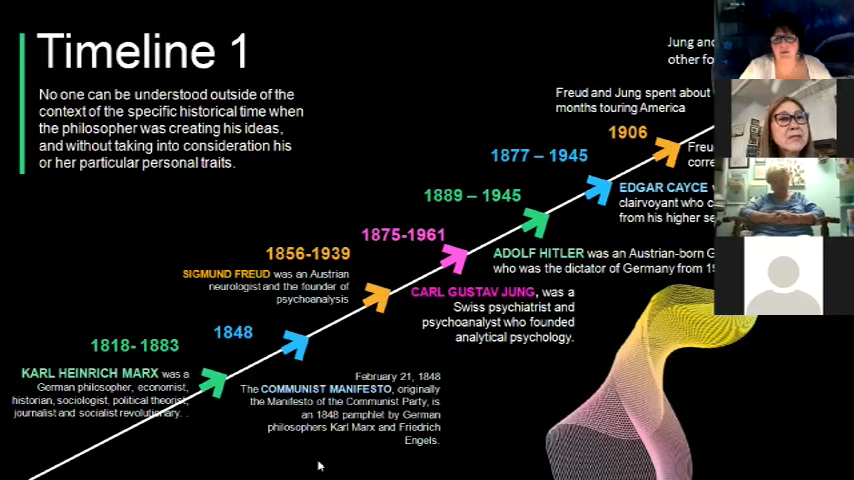 Timeline 1
No one can be understood outside of the
context of the specific historical time when
the philosopher was creating his ideas,
and without taking into consideration his
or her particular personal traits.
1818- 1883
KARL HEINRICH MARX was a
German philosopher, economist,
historian, sociologist, political theorist,
journalist and socialist revolutionary. .
1848
February 21, 1848
The COMMUNIST MANIFESTO, originally
the Manifesto of the Communist Party, is
an 1848 pamphlet by German
philosophers Karl Marx and Friedrich
Engels.
1856-1939
SIGMUND FREUD was an Austrian
neurologist and the founder of
psychoanalysis
1875-1961
CARL GUSTAV JUNG, was a
Swiss psychiatrist and
psychoanalyst who founded
analytical psychology.
1889 – 1945
ADOLF HITLER was an Austrian-born G
who was the dictator of Germany from 19
1877 – 1945
EDGAR CAYCE
clairvoyant who c
from his higher se
1906
Freu
corre
Freud and Jung spent about
months touring America
Jung and
other fo